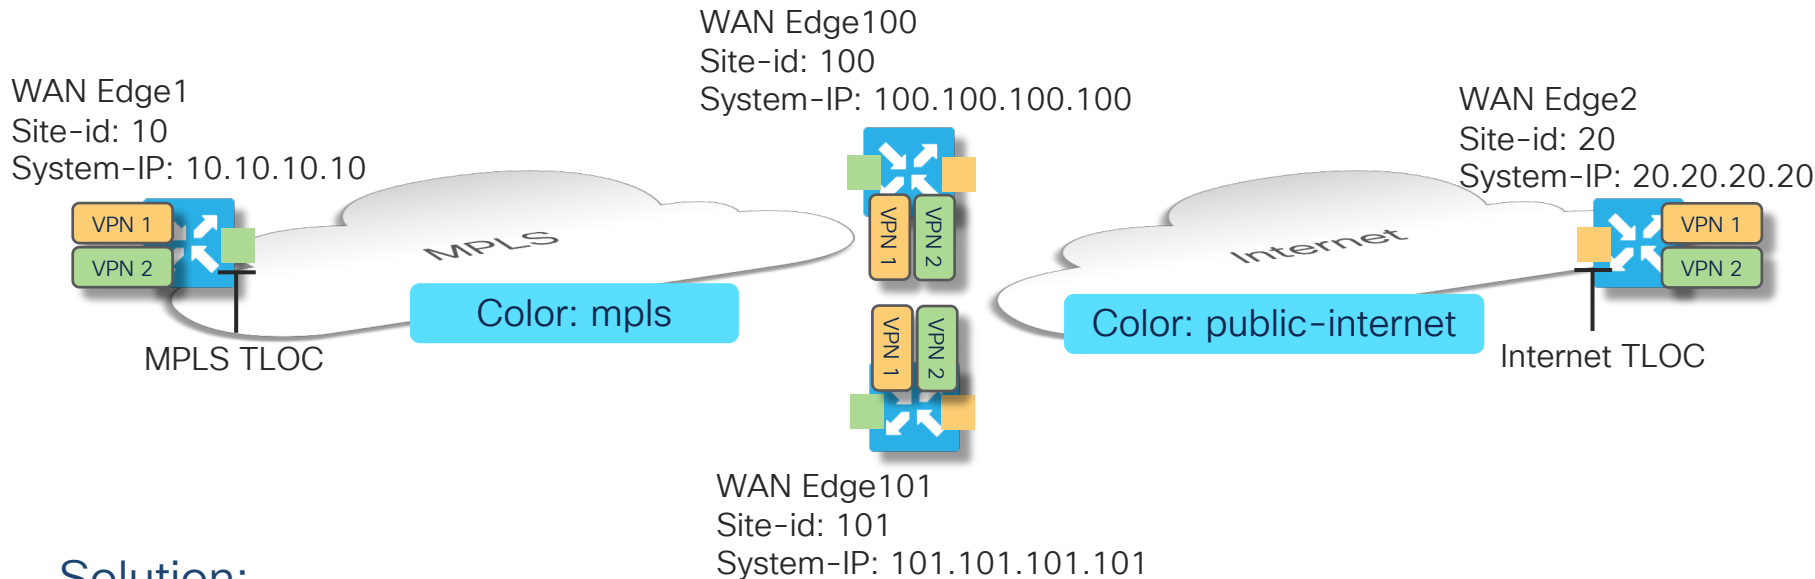 WAN Edge100
Site-id: 100
System-IP: 100.100.100.100
WAN Edge1
Site-id: 10
System-IP: 10.10.10.10
WAN Edge2
Site-id: 20
System-IP: 20.20.20.20
VPN 1
VPN 2
MPLS
VPN 1
VPN 2
Internet
VPN 1
VPN 2
Color: mpls
VPN 1
VPN 2
Color: public-internet
MPLS TLOC
Internet TLOC
WAN Edge101
Site-id: 101
System-IP: 101.101.101.101
Solution: